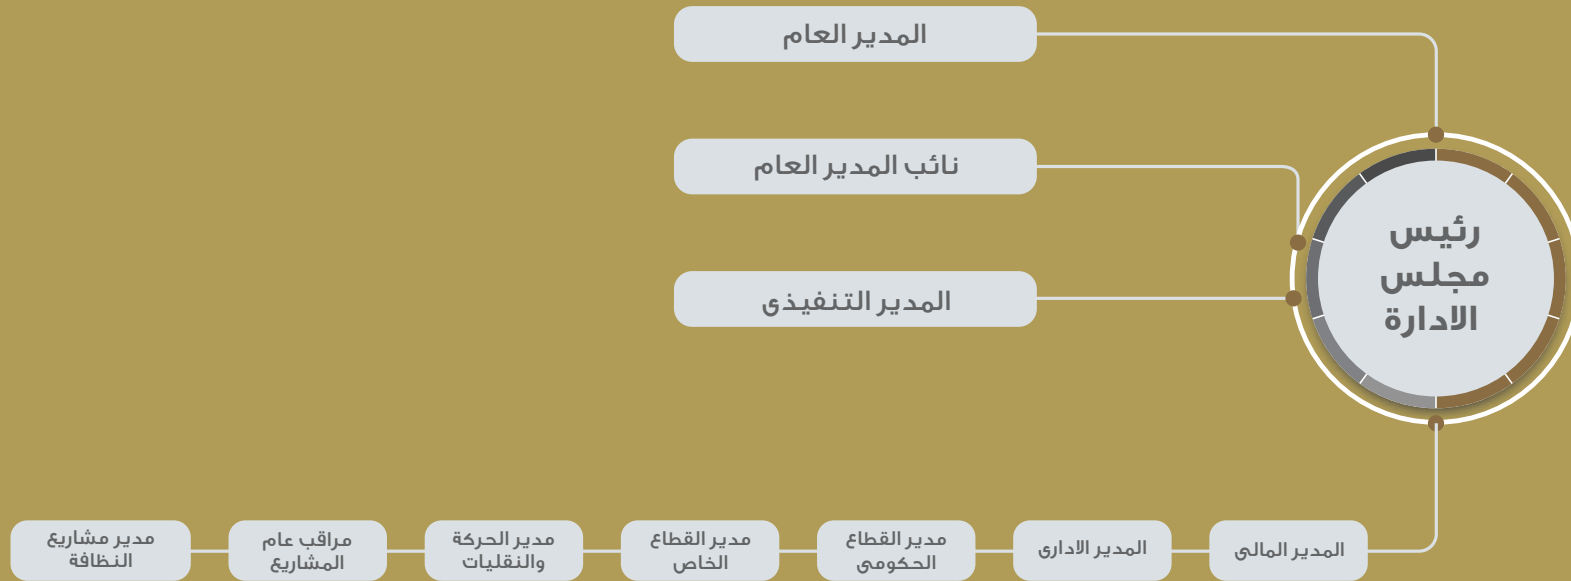 المدير العام
نائب المدير العام
المدير التنفيذى
رئيس
مجلس
الادارة
المدير المالى
المدير الادارى
مدير القطاع
الحكومى
مدير القطاع
الخاص
مدير الحركة
والنقليات
مراقب عام
المشاريع
مدير مشاريع
النظافة